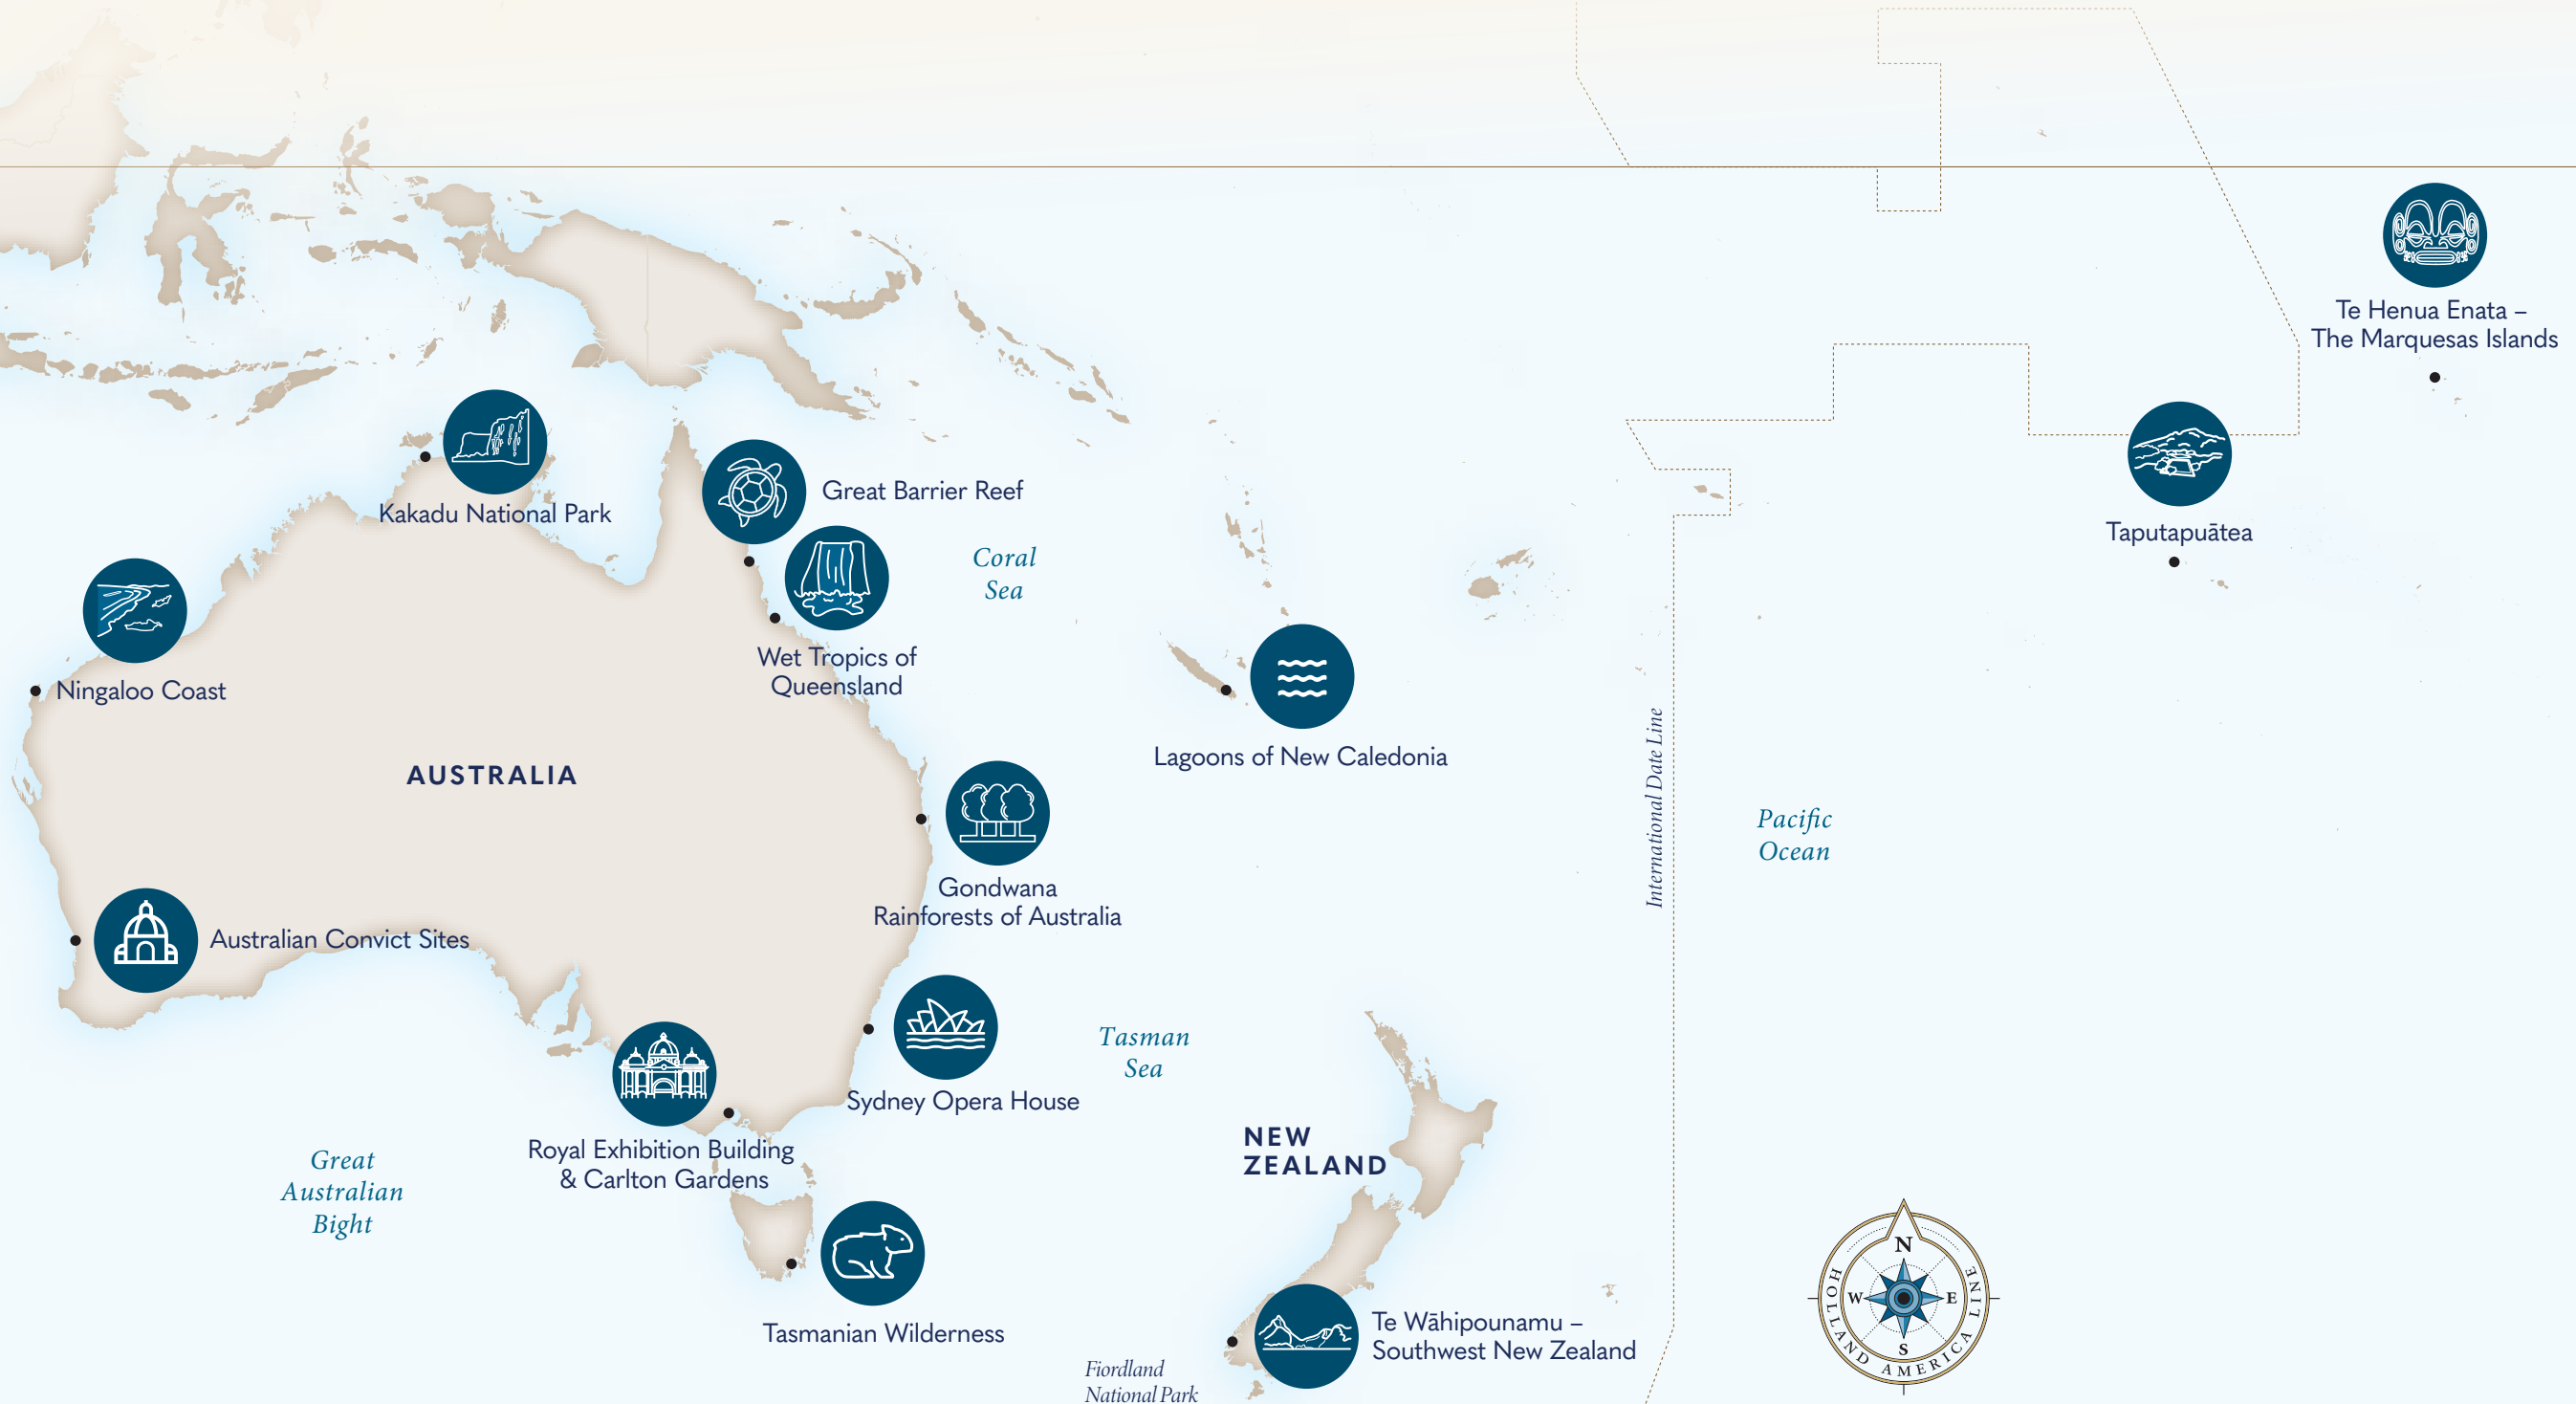 Te Henua Enata –
The Marquesas Islands
Kakadu National Park
Great Barrier Reef
Taputapuātea
Coral
Sea
Wet Tropics of
Queensland
Ningaloo Coast
Lagoons of New Caledonia
AUSTRALIA
International Date Line
Pacific
Ocean
Gondwana
Rainforests of Australia
Australian Convict Sites
Sydney Opera House
Tasman
Sea
Royal Exhibition Building
& Carlton Gardens
NEW
ZEALAND
Great
Australian
Bight
Tasmanian Wilderness
Te Wāhipounamu –
Southwest New Zealand
Fiordland
National Park
N
W
E
S
HOLLAND AMERICA LINE